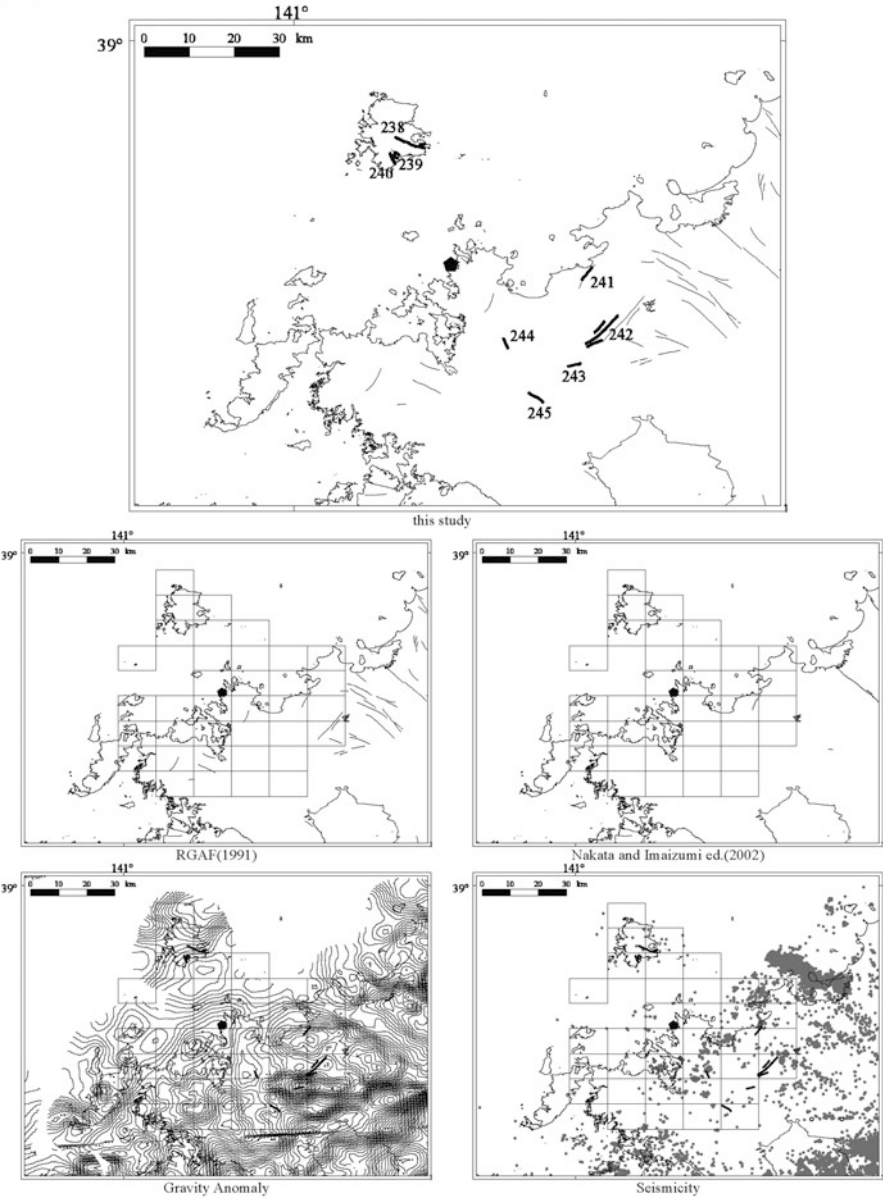 141°
39°
0 10 20 30 km
238
240 239
241
242
244
243
245
this study
141°
39°
0 10 20 30 km
RGAF(1991)
141°
39°
0 10 20 30 km
Nakata and Imaizumi ed.(2002)
141°
39°
0 10 20 30 km
Gravity Anomaly
141°
39°
0 10 20 30 km
Seismicity